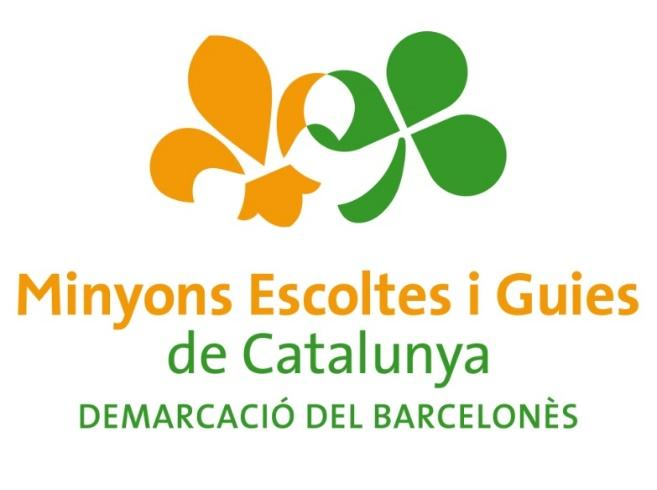 Minyons Escoltes i Guies
de Catalunya
DEMARCACIÓ DEL BARCELONÈS